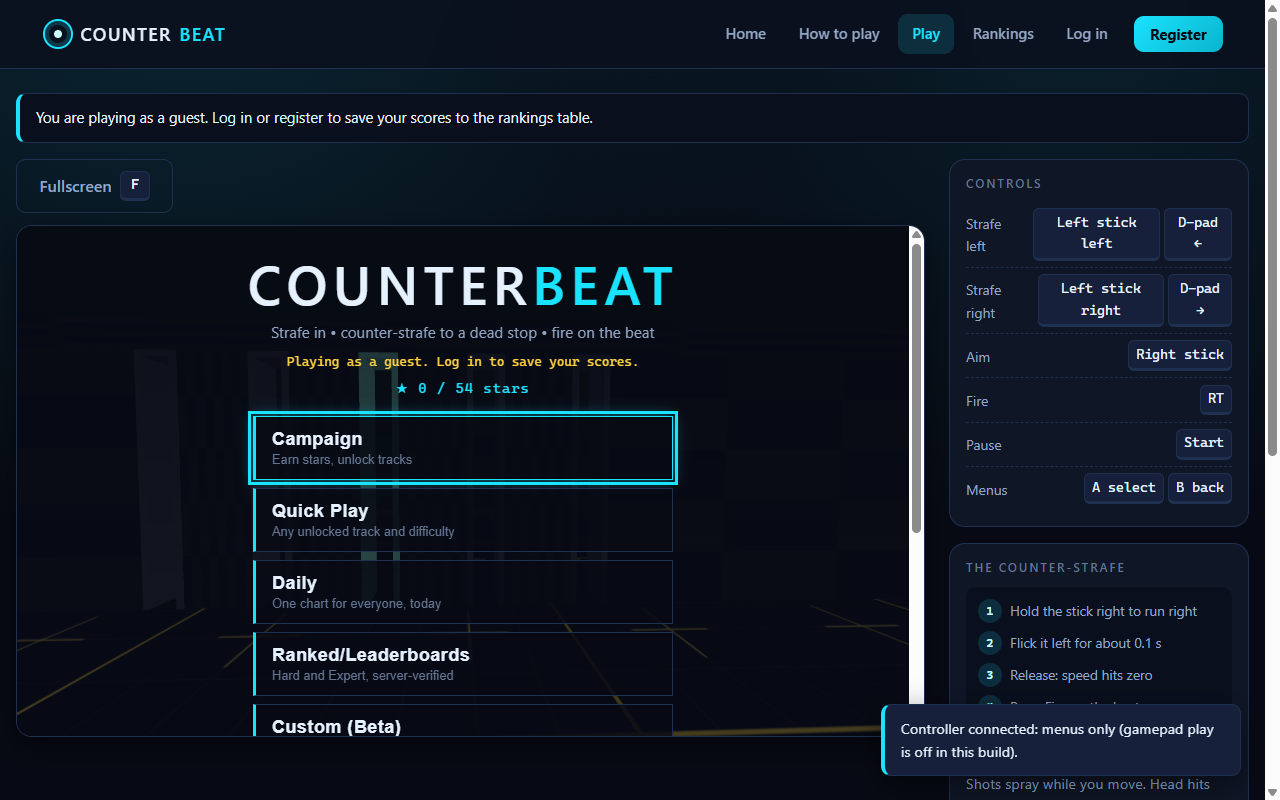 COUNTER BEAT
Home
How to play
Play
Rankings
Log in
Register
You are playing as a guest. Log in or register to save your scores to the rankings table.
Fullscreen F
COUNTERBEAT
Strafe in • counter-strafe to a dead stop • fire on the beat
Playing as a guest. Log in to save your scores.
★ 0 / 54 stars
Campaign
Earn stars, unlock tracks
Quick Play
Any unlocked track and difficulty
Daily
One chart for everyone, today
Ranked/Leaderboards
Hard and Expert, server-verified
Custom (Beta)
CONTROLS
Strafe left
Left stick left
D-pad ←
Strafe right
Left stick right
D-pad →
Aim
Right stick
Fire
RT
Pause
Start
Menus
A select
B back
THE COUNTER-STRAFE
1 Hold the stick right to run right
2 Flick it left for about 0.1 s
3 Release: speed hits zero
Controller connected: menus only (gamepad play
is off in this build).
Shots spray while you move. Head hits